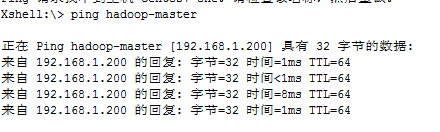 Xshell:\> ping hadoop-master
正在 Ping hadoop-master [192.168.1.200] 具有 32 字节的数据:
来自 192.168.1.200 的回复: 字节=32 时间=1ms TTL=64
来自 192.168.1.200 的回复: 字节=32 时间<1ms TTL=64
来自 192.168.1.200 的回复: 字节=32 时间=8ms TTL=64
来自 192.168.1.200 的回复: 字节=32 时间=1ms TTL=64